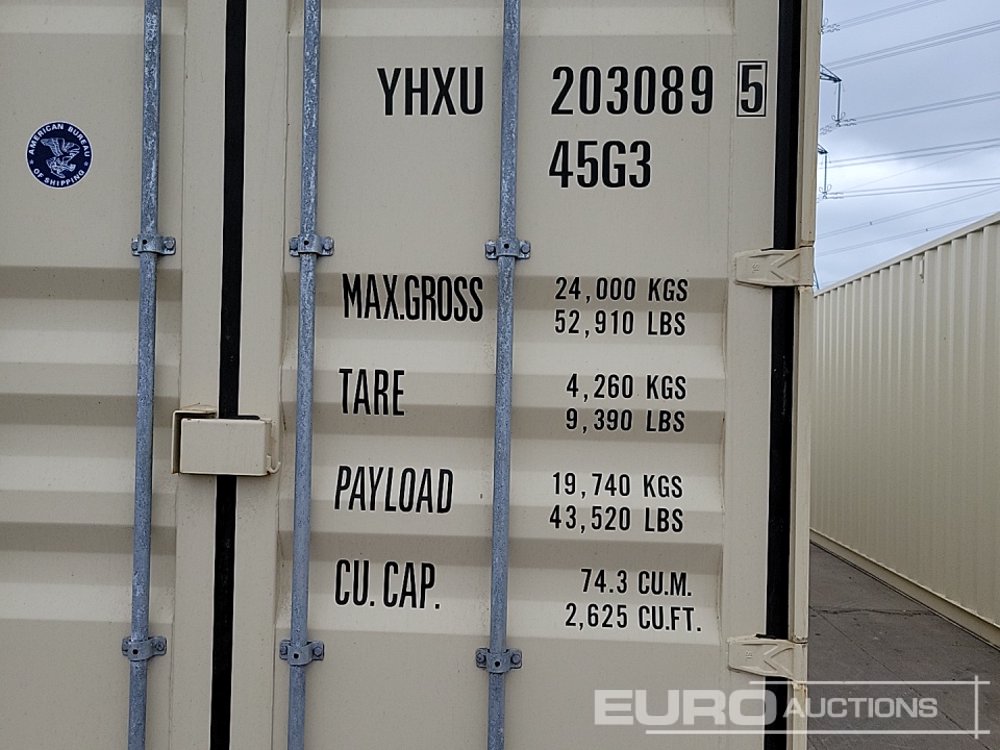 YHXU 203089 5
45G3
AMERICAN BUREAU
OF SHIPPING
MAX.GROSS 24,000 KGS
52,910 LBS
TARE 4,260 KGS
9,390 LBS
PAYLOAD 19,740 KGS
43,520 LBS
CU. CAP. 74.3 CU.M.
2,625 CU.FT.
EURO AUCTIONS